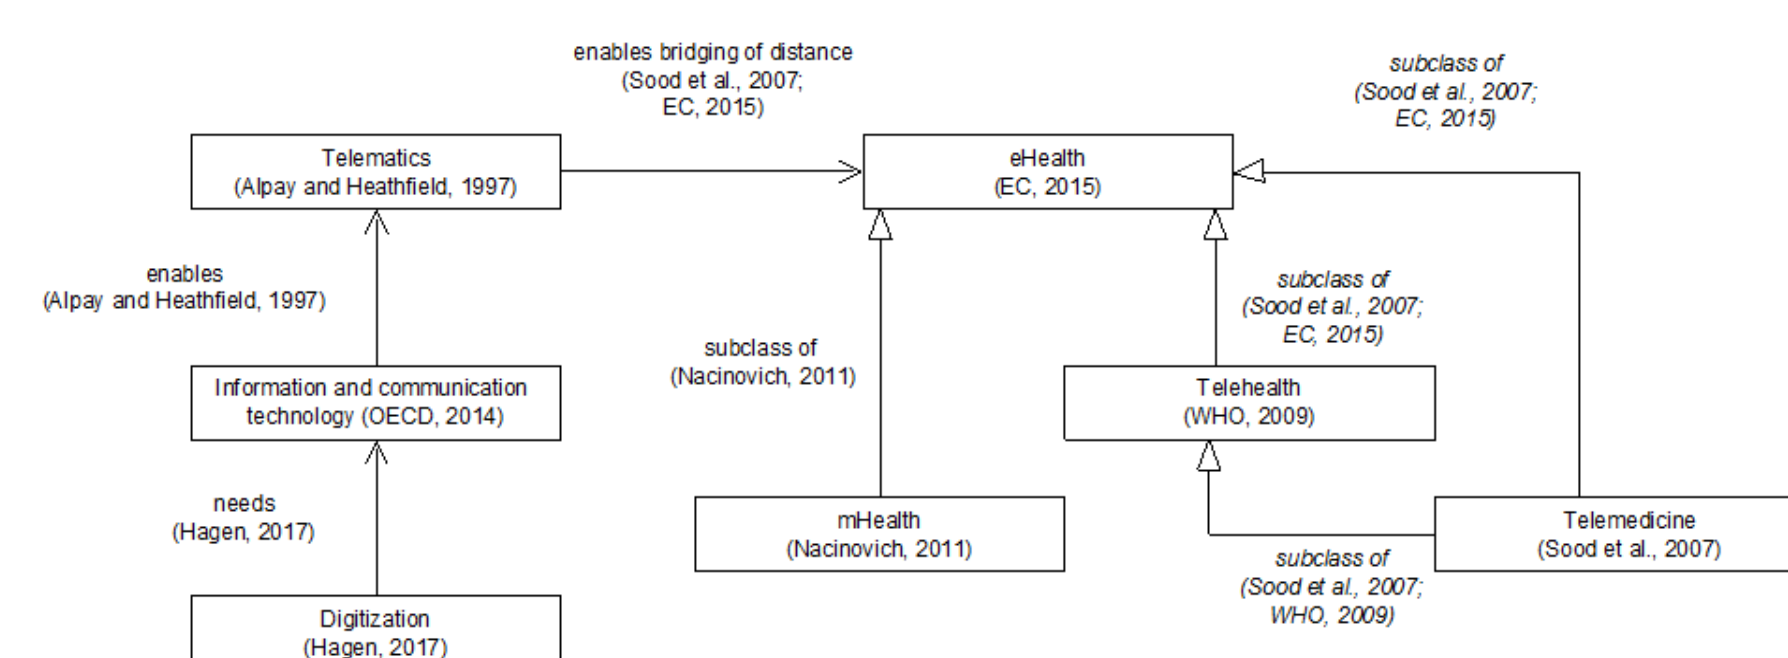 enables bridging of distance
(Sood et al., 2007;
EC, 2015)
subclass of
(Sood et al., 2007;
EC, 2015)
Telematics
(Alpay and Heathfield, 1997)
eHealth
(EC, 2015)
enables
(Alpay and Heathfield, 1997)
subclass of
(Sood et al., 2007;
EC, 2015)
subclass of
(Nacinovich, 2011)
Information and communication
technology (OECD, 2014)
Telehealth
(WHO, 2009)
needs
(Hagen, 2017)
mHealth
(Nacinovich, 2011)
Telemedicine
(Sood et al., 2007)
subclass of
(Sood et al., 2007;
WHO, 2009)
Digitization
(Hagen, 2017)